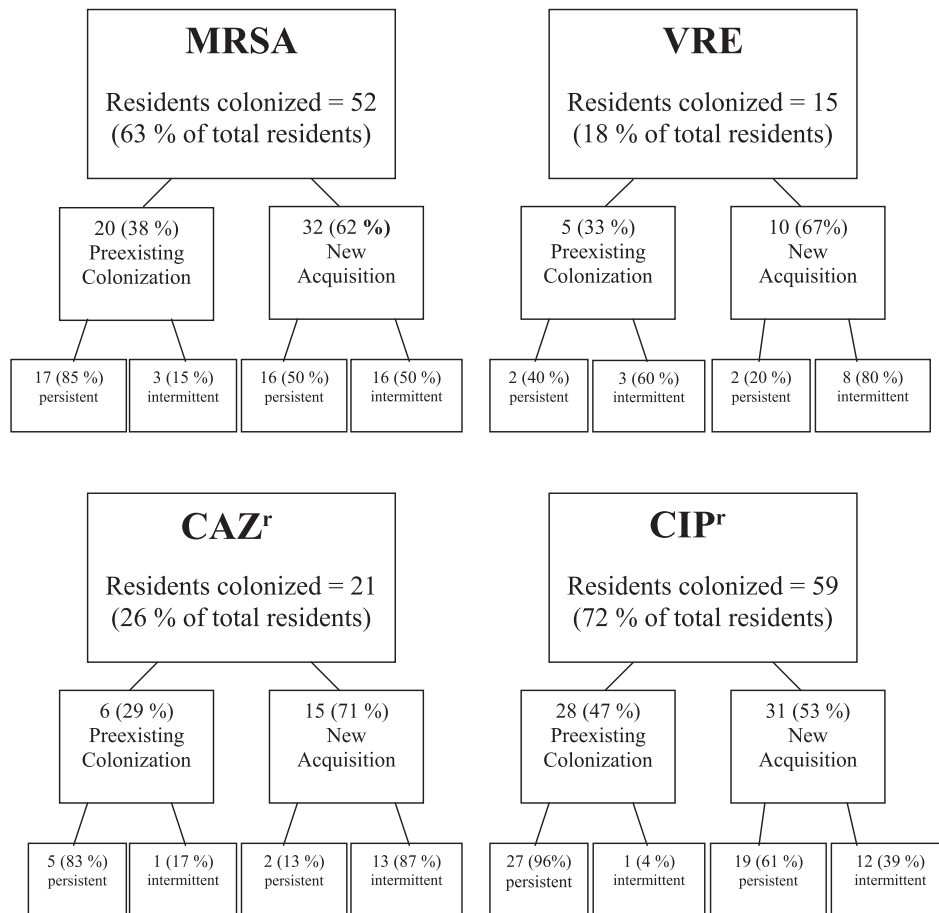 MRSA
Residents colonized = 52
(63 % of total residents)
20 (38 %)
Preexisting
Colonization
32 (62 %)
New
Acquisition
17 (85 %)
persistent
3 (15 %)
intermittent
16 (50 %)
persistent
16 (50 %)
intermittent
VRE
Residents colonized = 15
(18 % of total residents)
5 (33 %)
Preexisting
Colonization
10 (67%)
New
Acquisition
2 (40 %)
persistent
3 (60 %)
intermittent
2 (20 %)
persistent
8 (80 %)
intermittent
CAZʳ
Residents colonized = 21
(26 % of total residents)
6 (29 %)
Preexisting
Colonization
15 (71 %)
New
Acquisition
5 (83 %)
persistent
1 (17 %)
intermittent
2 (13 %)
persistent
13 (87 %)
intermittent
CIPʳ
Residents colonized = 59
(72 % of total residents)
28 (47 %)
Preexisting
Colonization
31 (53 %)
New
Acquisition
27 (96%)
persistent
1 (4 %)
intermittent
19 (61 %)
persistent
12 (39 %)
intermittent